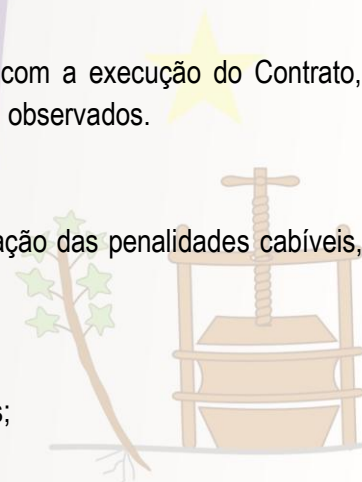 com a execução do Contrato,
observados.
ação das penalidades cabíveis,
s;